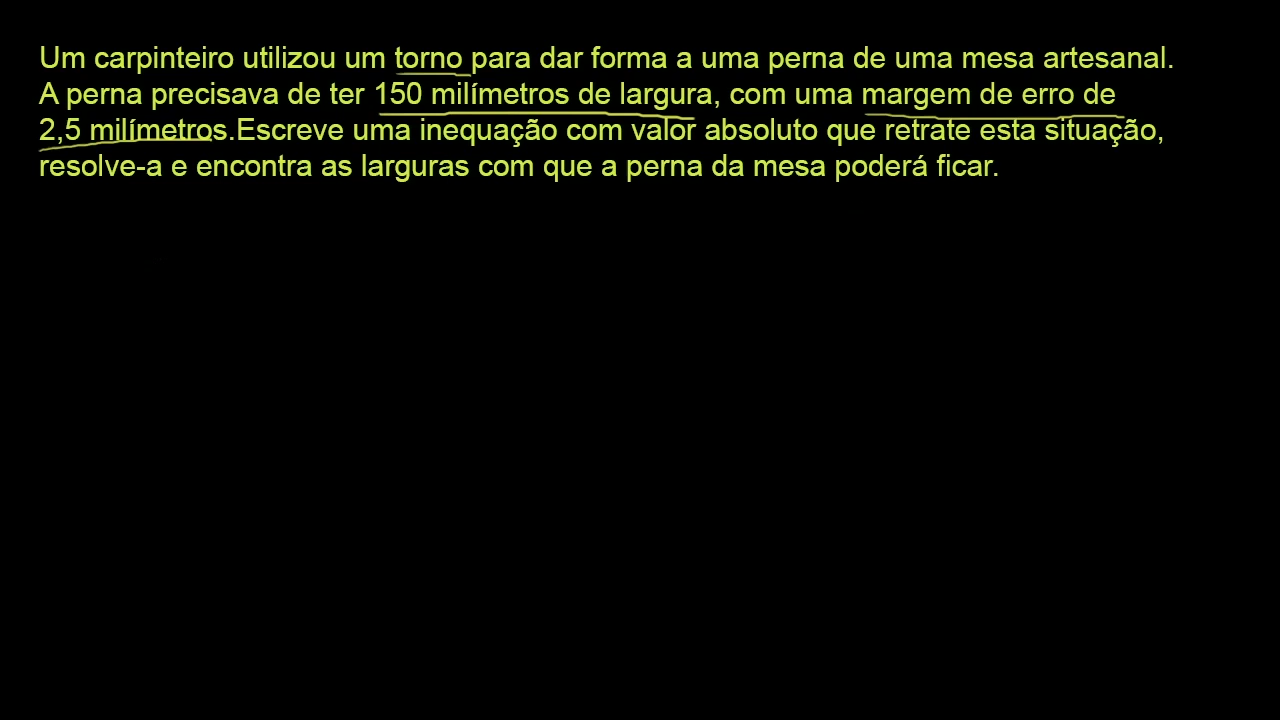 Um carpinteiro utilizou um torno para dar forma a uma perna de uma mesa artesanal.
A perna precisava de ter 150 milímetros de largura, com uma margem de erro de
2,5 milímetros.Escreve uma inequação com valor absoluto que retrate esta situação,
resolve-a e encontra as larguras com que a perna da mesa poderá ficar.